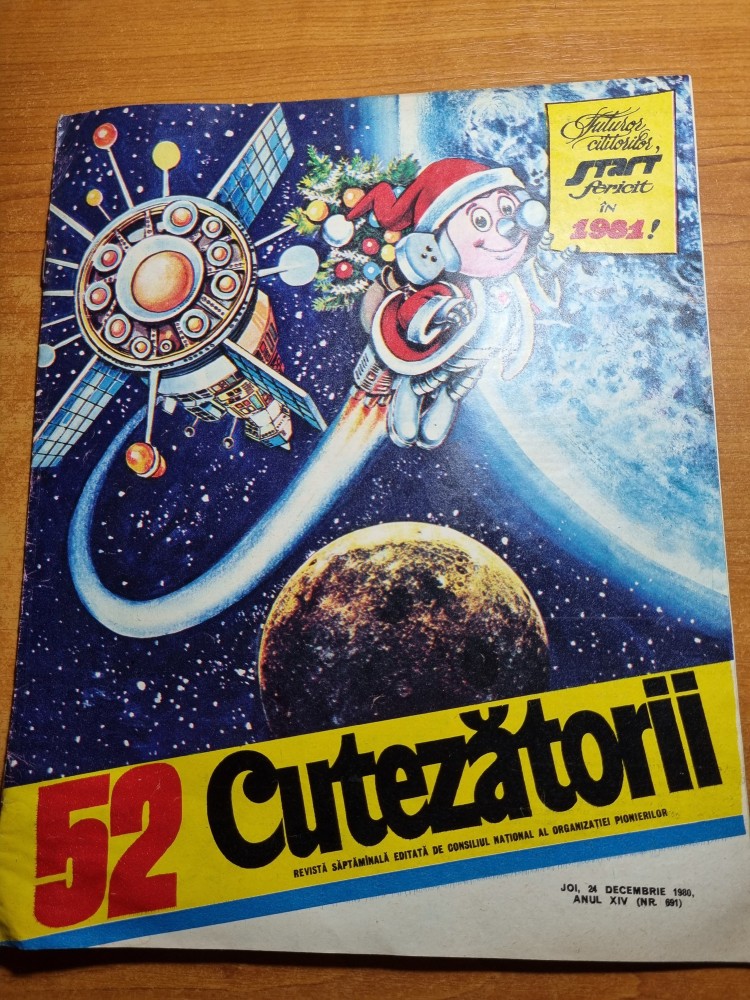 Tuturor
cititorilor,
START
fericit
în
1981!
52 Cutezătorii
REVISTĂ SĂPTĂMÎNALĂ EDITATĂ DE CONSILIUL NAȚIONAL AL ORGANIZAȚIEI PIONIERILOR
JOI, 24 DECEMBRIE 1980,
ANUL XIV (NR. 691)